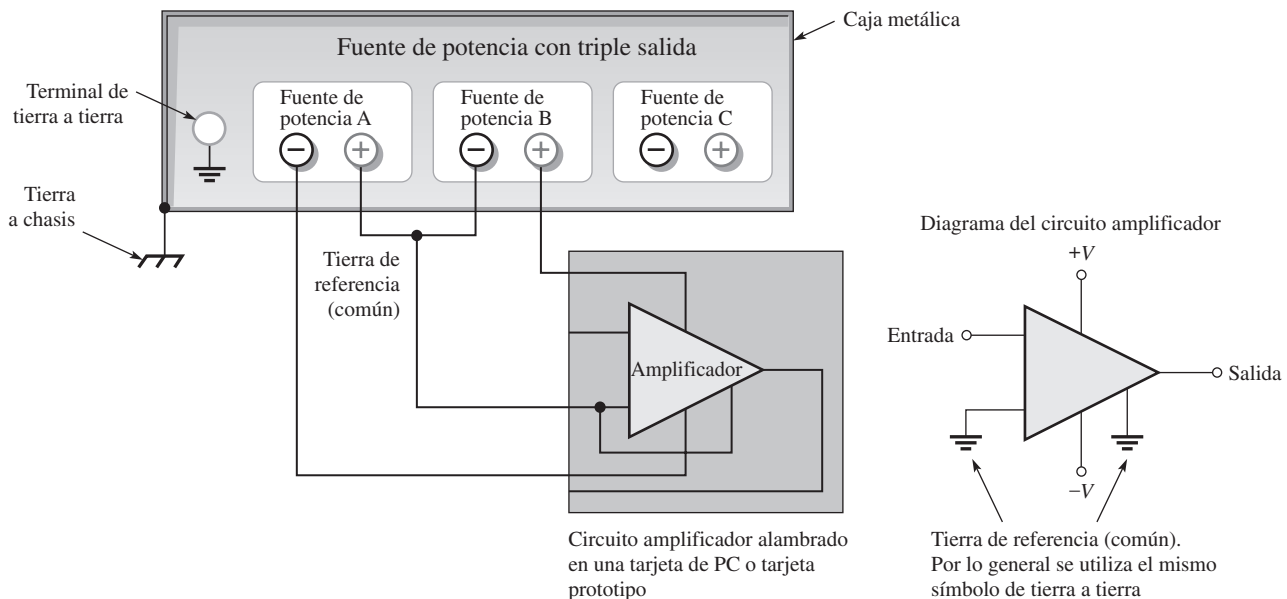 Caja metálica
Fuente de potencia con triple salida
Terminal de
tierra a tierra
Fuente de
potencia A
− +
Fuente de
potencia B
− +
Fuente de
potencia C
− +
Tierra
a chasis
Tierra de
referencia
(común)
Amplificador
Circuito amplificador alambrado
en una tarjeta de PC o tarjeta
prototipo
Diagrama del circuito amplificador
+V
Entrada
Salida
−V
Tierra de referencia (común).
Por lo general se utiliza el mismo
símbolo de tierra a tierra